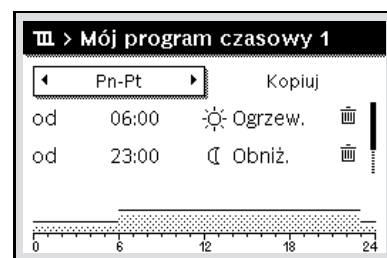 > Mój program czasowy 1
Pn-Pt Kopiuj
od 06:00 Ogrzew.
od 23:00 Obniż.
0 6 12 18 24